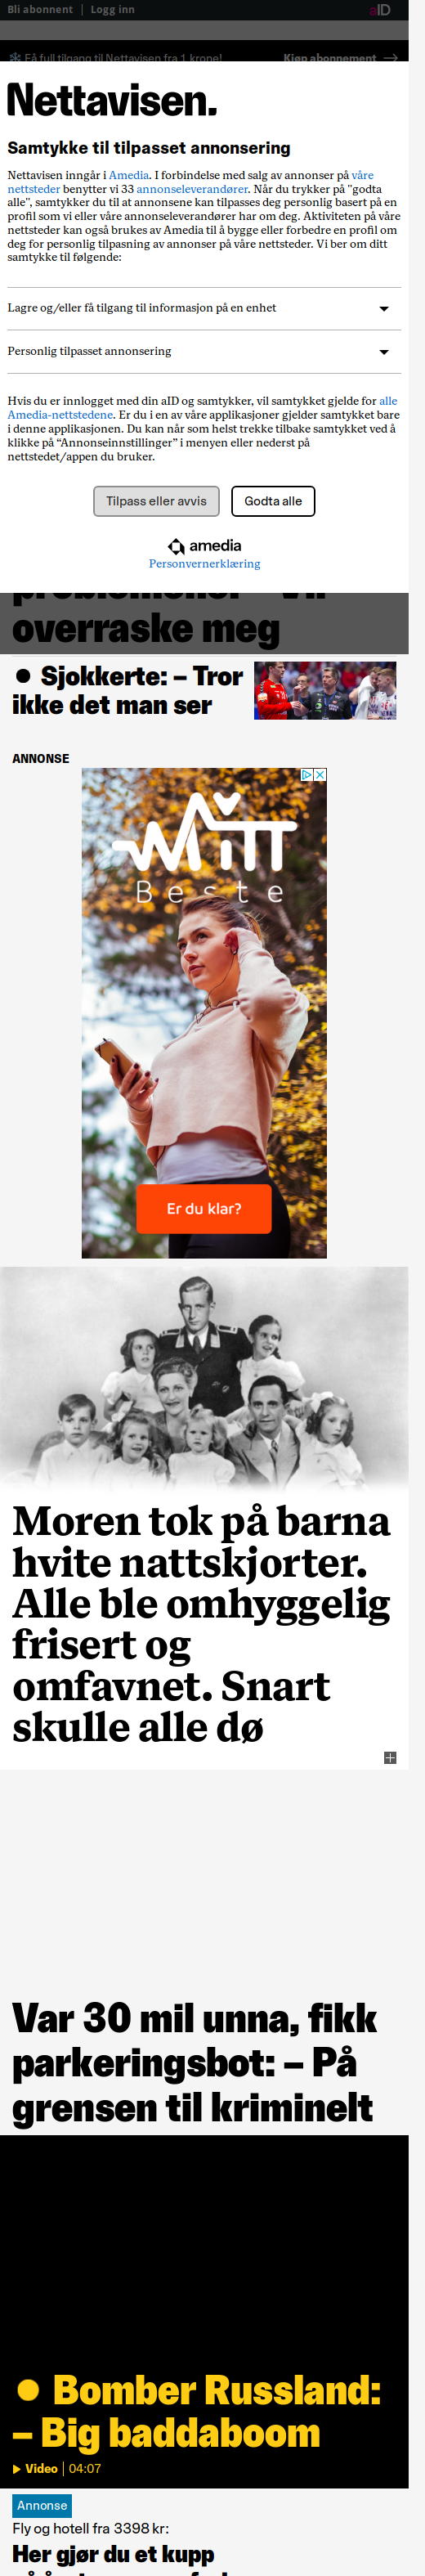 Bli abonnent | Logg inn aID
Få full tilgang til Nettavisen fra 1 krone! Kjøp abonnement →
Nettavisen.
Samtykke til tilpasset annonsering
Nettavisen inngår i Amedia. I forbindelse med salg av annonser på våre
nettsteder benytter vi 33 annonseleverandører. Når du trykker på "godta
alle", samtykker du til at annonsene kan tilpasses deg personlig basert på en
profil som vi eller våre annonseleverandører har om deg. Aktiviteten på våre
nettsteder kan også brukes av Amedia til å bygge eller forbedre en profil om
deg for personlig tilpasning av annonser på våre nettsteder. Vi ber om ditt
samtykke til følgende:
Lagre og/eller få tilgang til informasjon på en enhet
Personlig tilpasset annonsering
Hvis du er innlogget med din aID og samtykker, vil samtykket gjelde for alle
Amedia-nettstedene. Er du i en av våre applikasjoner gjelder samtykket bare
i denne applikasjonen. Du kan når som helst trekke tilbake samtykket ved å
klikke på “Annonseinnstillinger” i menyen eller nederst på
nettstedet/appen du bruker.
Tilpass eller avvis Godta alle
amedia
Personvernerklæring
overraske meg
Sjokkerte: – Tror
ikke det man ser
ANNONSE
MiTT
Beste
Er du klar?
Moren tok på barna
hvite nattskjorter.
Alle ble omhyggelig
frisert og
omfavnet. Snart
skulle alle dø
Var 30 mil unna, fikk
parkeringsbot: – På
grensen til kriminelt
Bomber Russland:
– Big baddaboom
Video | 04:07
Annonse
Fly og hotell fra 3398 kr:
Her gjør du et kupp